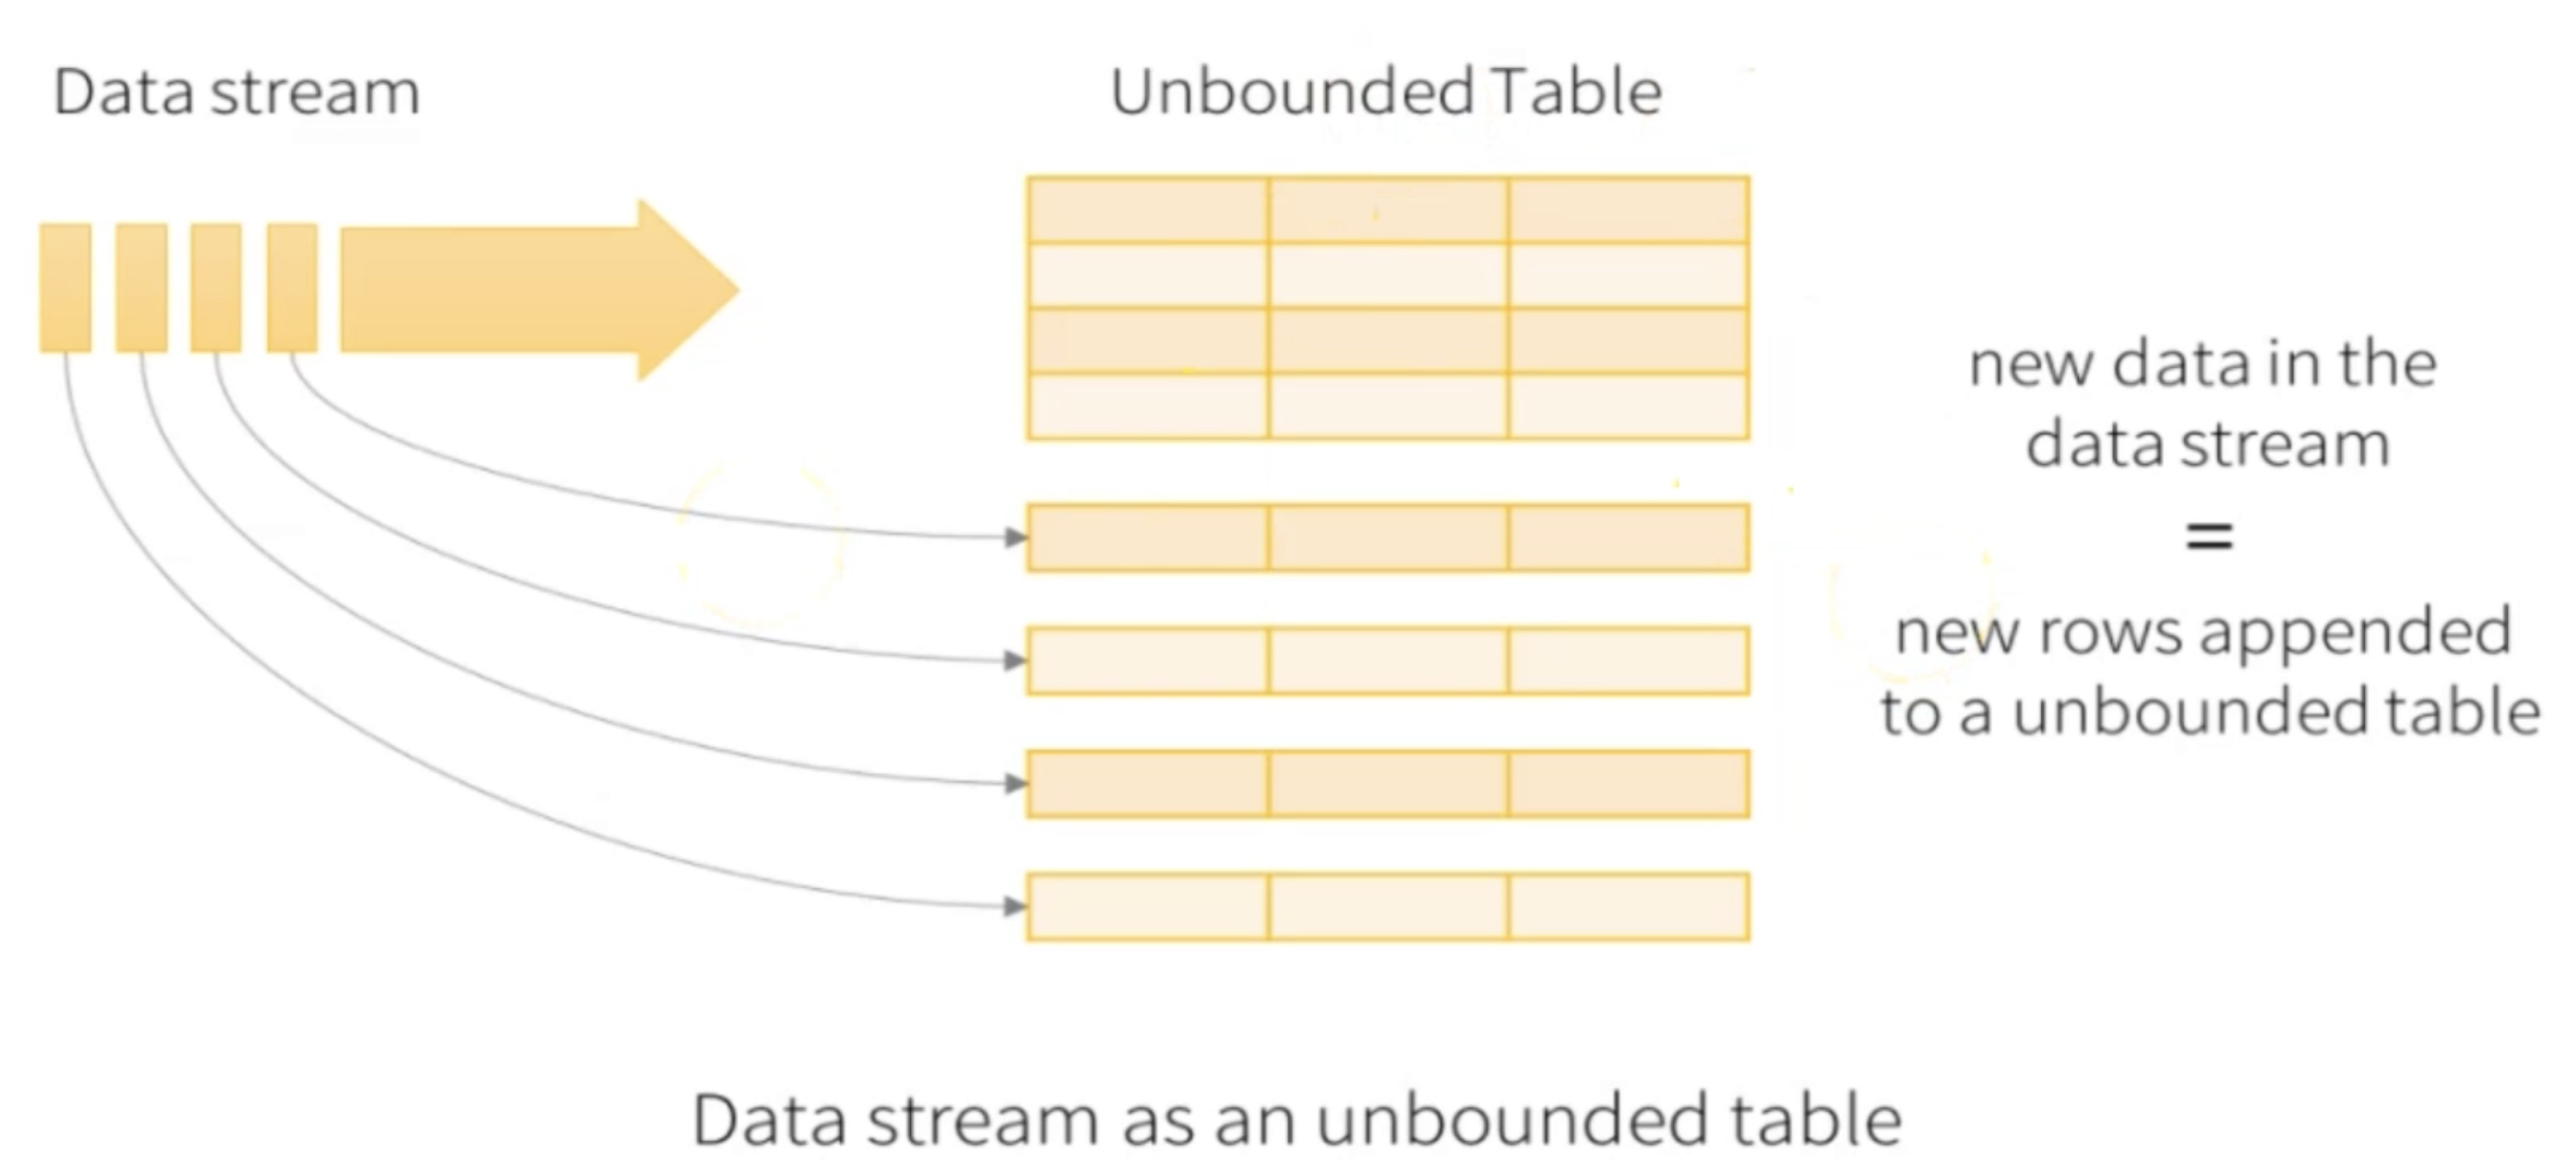 Data stream
Unbounded Table
new data in the
data stream
=
new rows appended
to a unbounded table
Data stream as an unbounded table